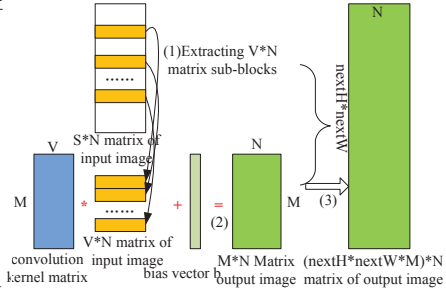 N
(1)Extracting V*N
matrix sub-blocks
......
nextH*nextW
S*N matrix of
input image
V
N
M
*
......
+
=
(2)
M
(3)
V*N matrix of
input image
convolution
kernel matrix
bias vector b
M*N Matrix
output image
(nextH*nextW*M)*N
matrix of output image